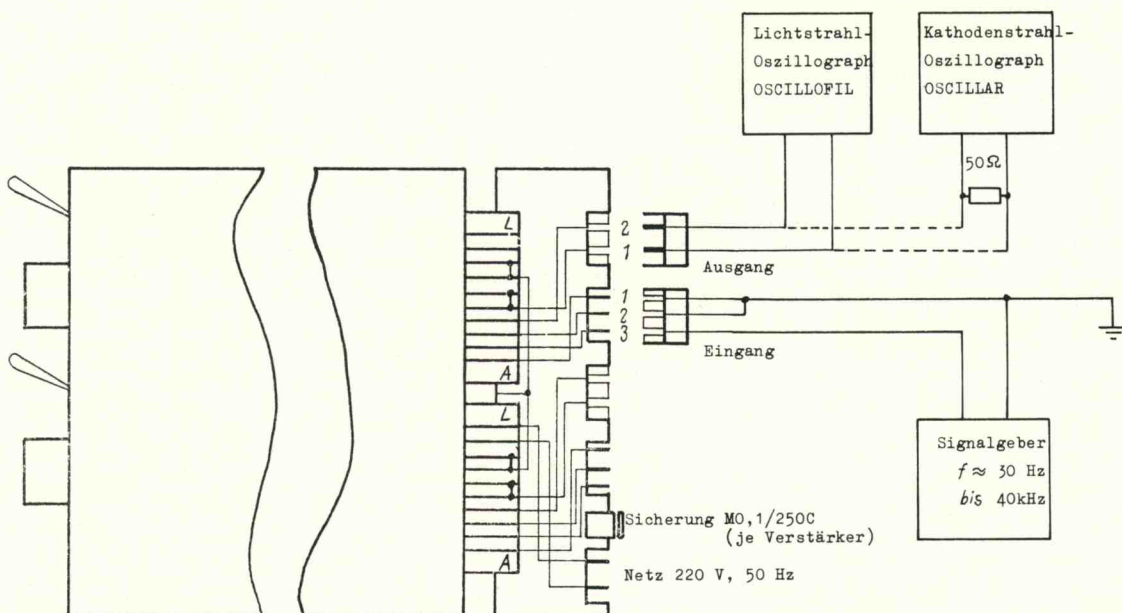 Lichtstrahl-
Oszillograph
OSCILLOFIL
Kathodenstrahl-
Oszillograph
OSCILLAR
50Ω
L
2
1
Ausgang
1
2
3
Eingang
A
L
Signalgeber
f ≈ 30 Hz
bis 40kHz
Sicherung M0,1/250C
(je Verstärker)
A
Netz 220 V, 50 Hz